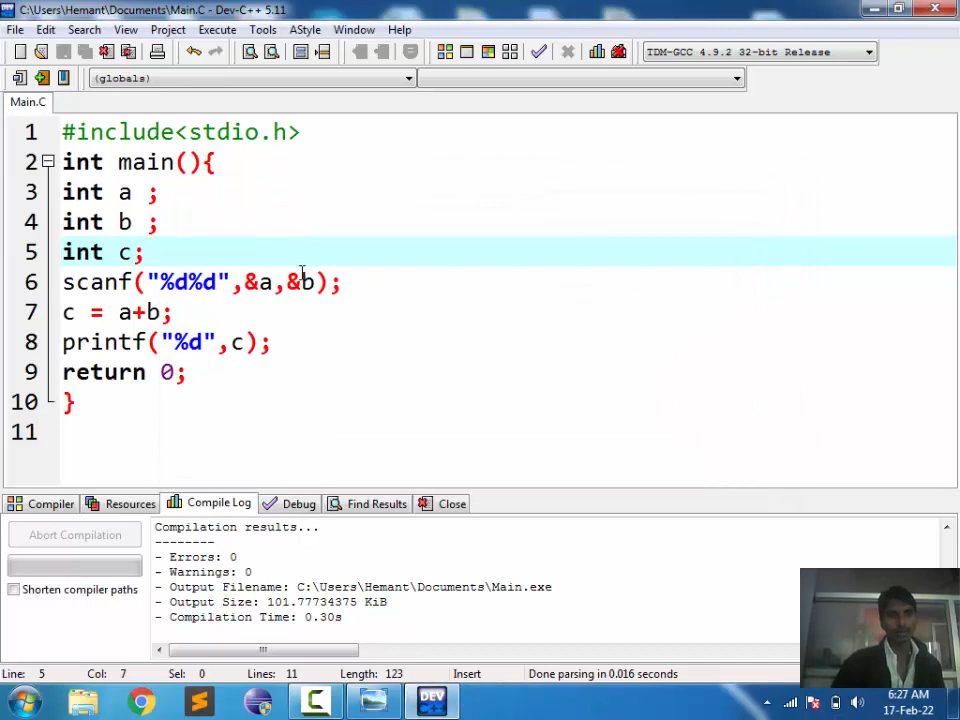 C:\Users\Hemant\Documents\Main.C - Dev-C++ 5.11
File Edit Search View Project Execute Tools AStyle Window Help
TDM-GCC 4.9.2 32-bit Release
(globals)
Main.C
1 #include<stdio.h>
2 int main(){
3 int a ;
4 int b ;
5 int c;
6 scanf("%d%d",&a,&b);
7 c = a+b;
8 printf("%d",c);
9 return 0;
10 }
11
Compiler Resources Compile Log Debug Find Results Close
Abort Compilation
Shorten compiler paths
Compilation results...
--------
- Errors: 0
- Warnings: 0
- Output Filename: C:\Users\Hemant\Documents\Main.exe
- Output Size: 101.77734375 KiB
- Compilation Time: 0.30s
Line: 5 Col: 7 Sel: 0 Lines: 11 Length: 123 Insert Done parsing in 0.016 seconds
DEV C++
6:27 AM
17-Feb-22